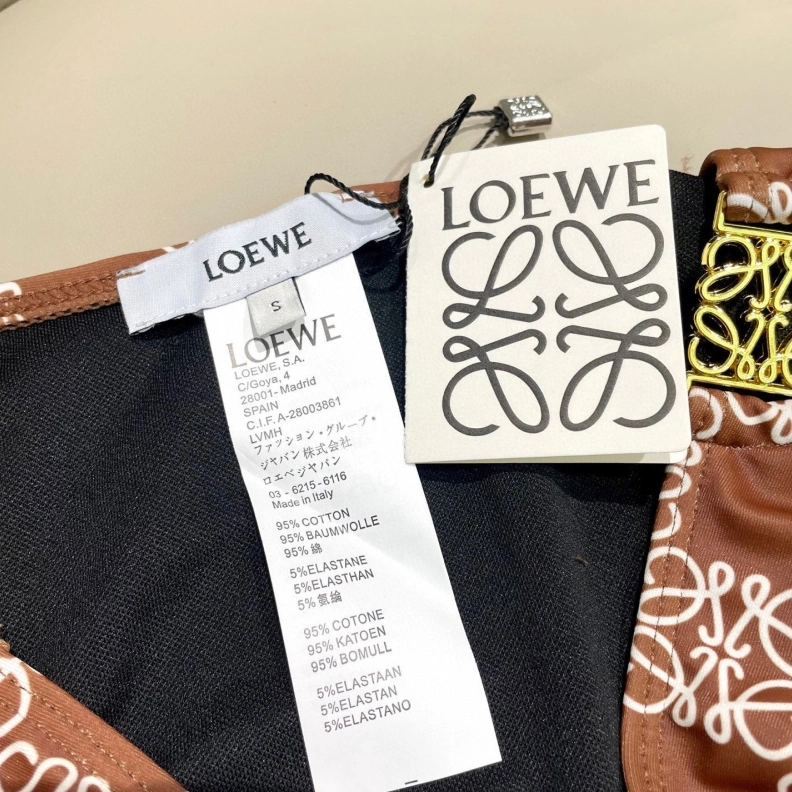 LOEWE
S
LOEWE
LOEWE, S.A.
C/Goya, 4
28001- Madrid
SPAIN
C.I.F. A-28003861
LVMH
ファッション・グループ・
ジャパン株式会社
ロエベジャパン
03 - 6215-6116
Made in Italy
95% COTTON
95% BAUMWOLLE
95% 綿
5%ELASTANE
5%ELASTHAN
5% 氨綸
95% COTONE
95% KATOEN
95% BOMULL
5%ELASTAAN
5%ELASTAN
5%ELASTANO
LOEWE